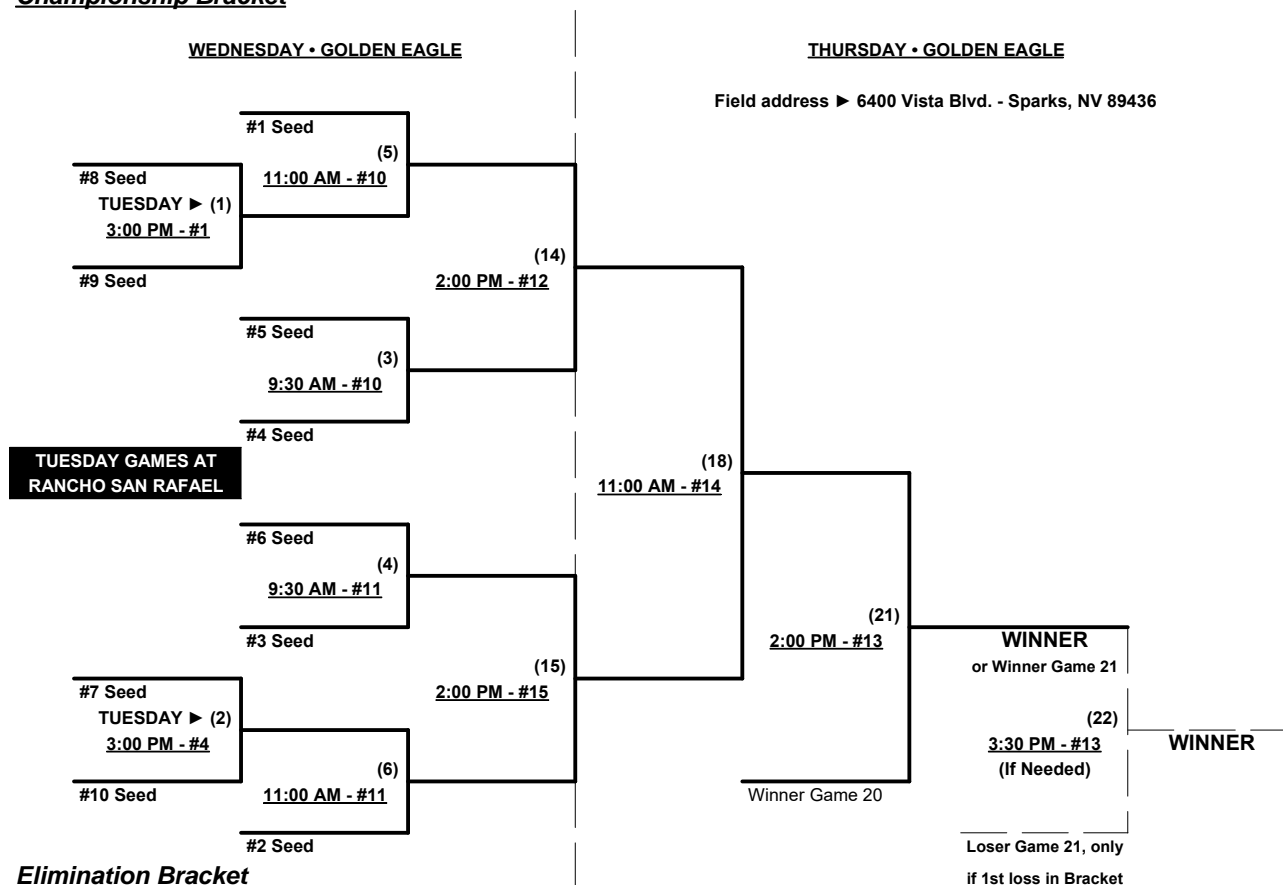 Championship Bracket
WEDNESDAY • GOLDEN EAGLE
THURSDAY • GOLDEN EAGLE
Field address ► 6400 Vista Blvd. - Sparks, NV 89436
#1 Seed
(5)
11:00 AM - #10
#8 Seed
TUESDAY ► (1)
3:00 PM - #1
#9 Seed
(14)
2:00 PM - #12
#5 Seed
(3)
9:30 AM - #10
#4 Seed
TUESDAY GAMES AT
RANCHO SAN RAFAEL
(18)
11:00 AM - #14
#6 Seed
(4)
9:30 AM - #11
#3 Seed
(21)
2:00 PM - #13
WINNER
or Winner Game 21
(15)
2:00 PM - #15
#7 Seed
TUESDAY ► (2)
3:00 PM - #4
#10 Seed
(22)
3:30 PM - #13
(If Needed)
WINNER
(6)
11:00 AM - #11
#2 Seed
Winner Game 20
Loser Game 21, only
if 1st loss in Bracket
Elimination Bracket